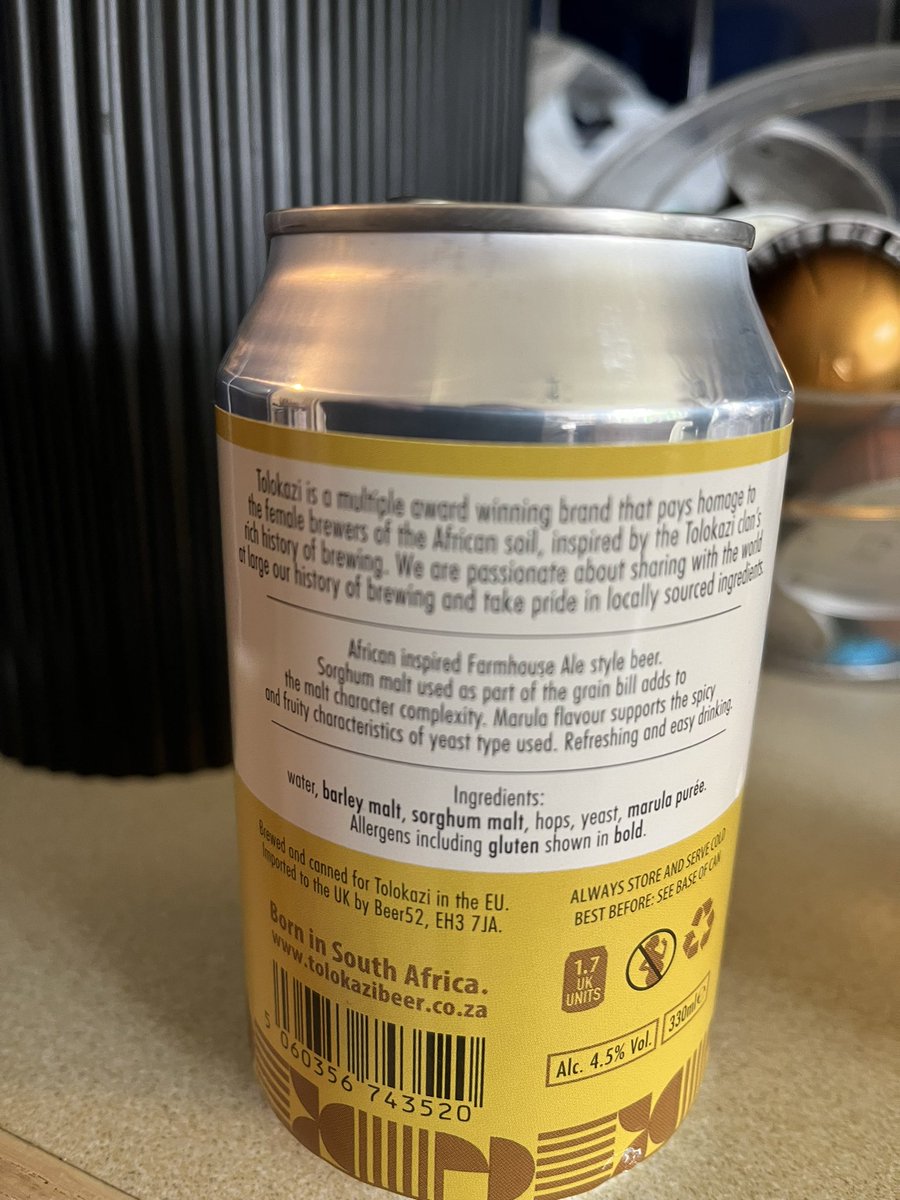 Tolokazi is a multiple award winning brand that pays homage to
the female brewers of the African soil, inspired by the Tolokazi clan's
rich history of brewing. We are passionate about sharing with the world
at large our history of brewing and take pride in locally sourced ingredients.
African inspired Farmhouse Ale style beer.
Sorghum malt used as part of the grain bill adds to
the malt character complexity. Marula flavour supports the spicy
and fruity characteristics of yeast type used. Refreshing and easy drinking.
Ingredients:
water, barley malt, sorghum malt, hops, yeast, marula purée.
Allergens including gluten shown in bold.
Brewed and canned for Tolokazi in the EU.
Imported to the UK by Beer52, EH3 7JA.
Born in South Africa.
www.tolokazibeer.co.za
5 060356 743520
ALWAYS STORE AND SERVE COLD
BEST BEFORE: SEE BASE OF CAN
1.7
UK
UNITS
Alc. 4.5% Vol.
330ml ℮